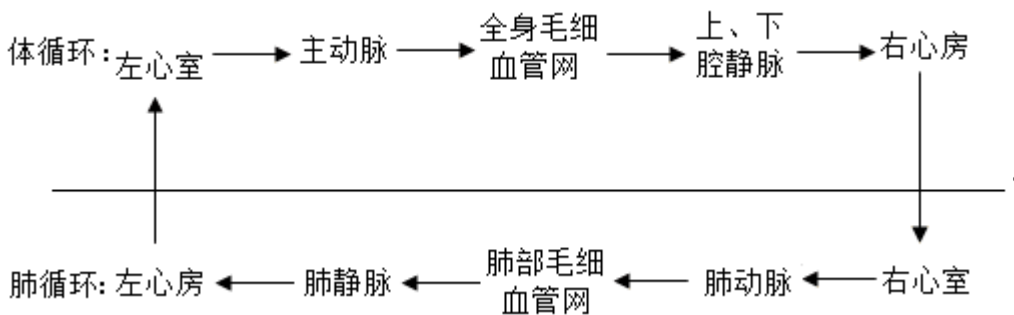 体循环:左心室 主动脉 全身毛细血管网 上、下腔静脉 右心房
肺循环:左心房 肺静脉 肺部毛细血管网 肺动脉 右心室